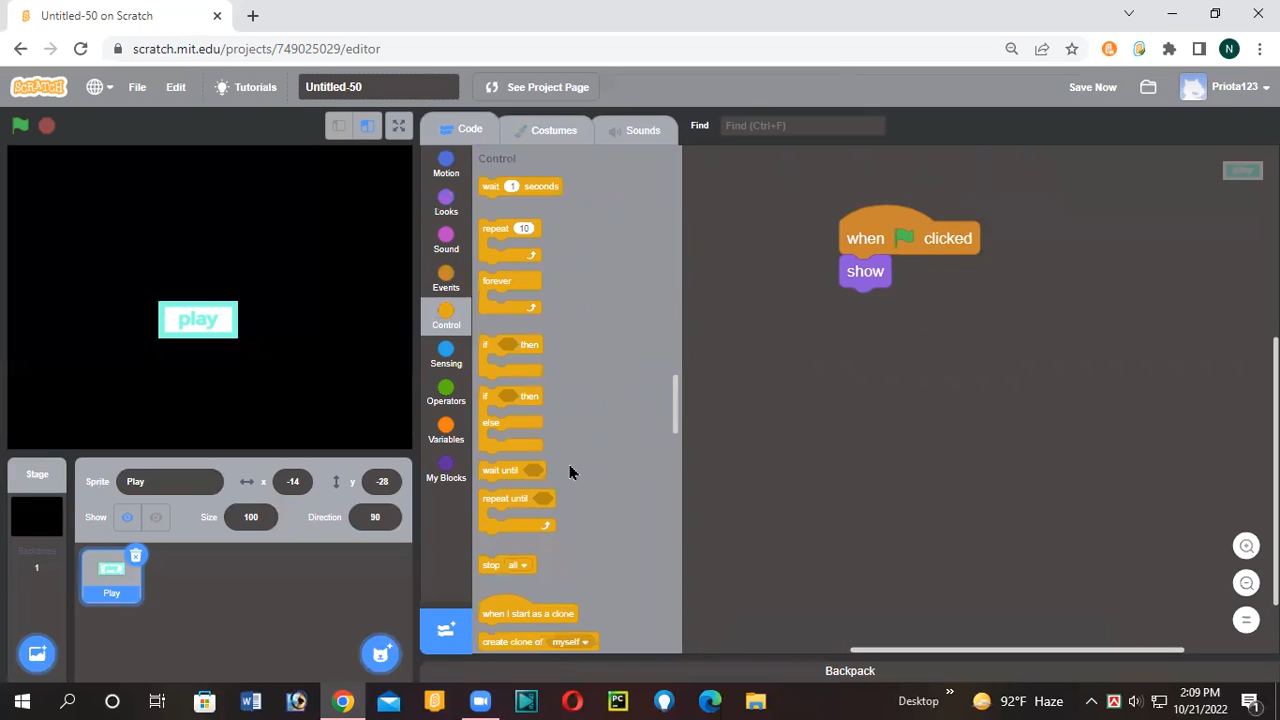 Untitled-50 on Scratch
scratch.mit.edu/projects/749025029/editor
N
SCRATCH
File
Edit
Tutorials
Untitled-50
See Project Page
Save Now
Priota123
Code
Costumes
Sounds
Find
Find (Ctrl+F)
Motion
Looks
Sound
Events
Control
Sensing
Operators
Variables
My Blocks
Control
wait 1 seconds
repeat 10
forever
if then
if then
else
wait until
repeat until
stop all
when I start as a clone
create clone of myself
when clicked
show
play
play
Sprite Play x -14 y -28
Show Size 100 Direction 90
Stage
Backdrops
1
play
Play
Backpack
Desktop
92°F Haze
2:09 PM
10/21/2022
1